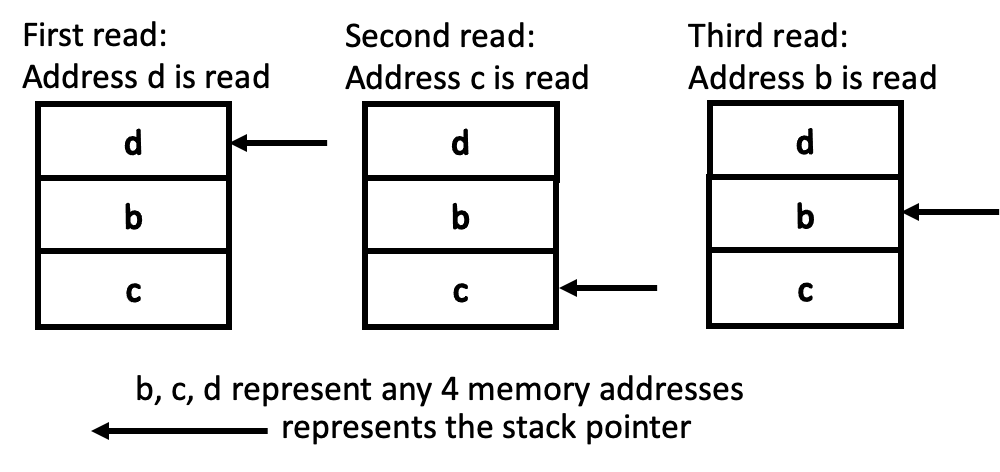 First read:
Address d is read
d
b
c
Second read:
Address c is read
d
b
c
Third read:
Address b is read
d
b
c
b, c, d represent any 4 memory addresses
represents the stack pointer